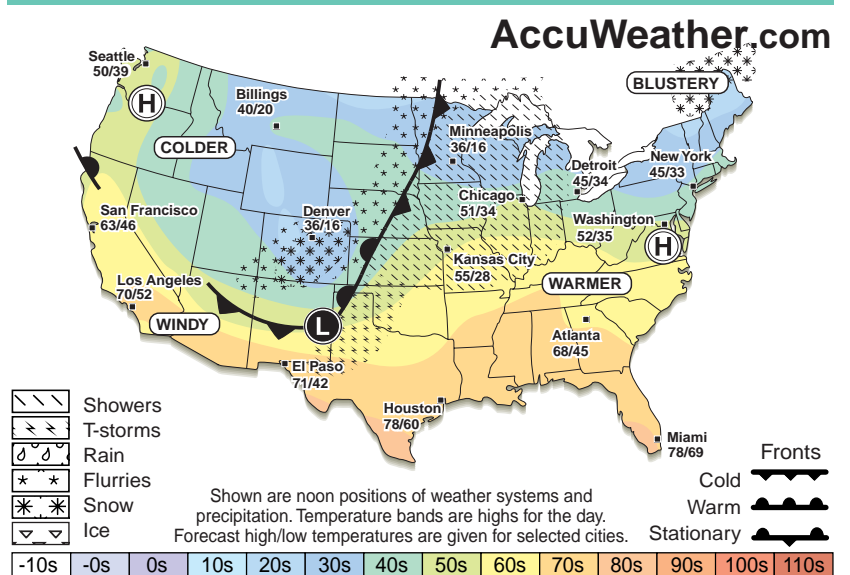 AccuWeather.com
Seattle
50/39
BLUSTERY
H
Billings
40/20
COLDER
Minneapolis
36/16
Detroit
45/34
New York
45/33
San Francisco
63/46
Denver
36/16
Chicago
51/34
Washington
52/35
H
Kansas City
55/28
Los Angeles
70/52
WARMER
WINDY
L
Atlanta
68/45
El Paso
71/42
Houston
78/60
Miami
78/69
Showers
T-storms
Rain
Flurries
Snow
Ice
Shown are noon positions of weather systems and
precipitation. Temperature bands are highs for the day.
Forecast high/low temperatures are given for selected cities.
Fronts
Cold
Warm
Stationary
-10s -0s 0s 10s 20s 30s 40s 50s 60s 70s 80s 90s 100s 110s